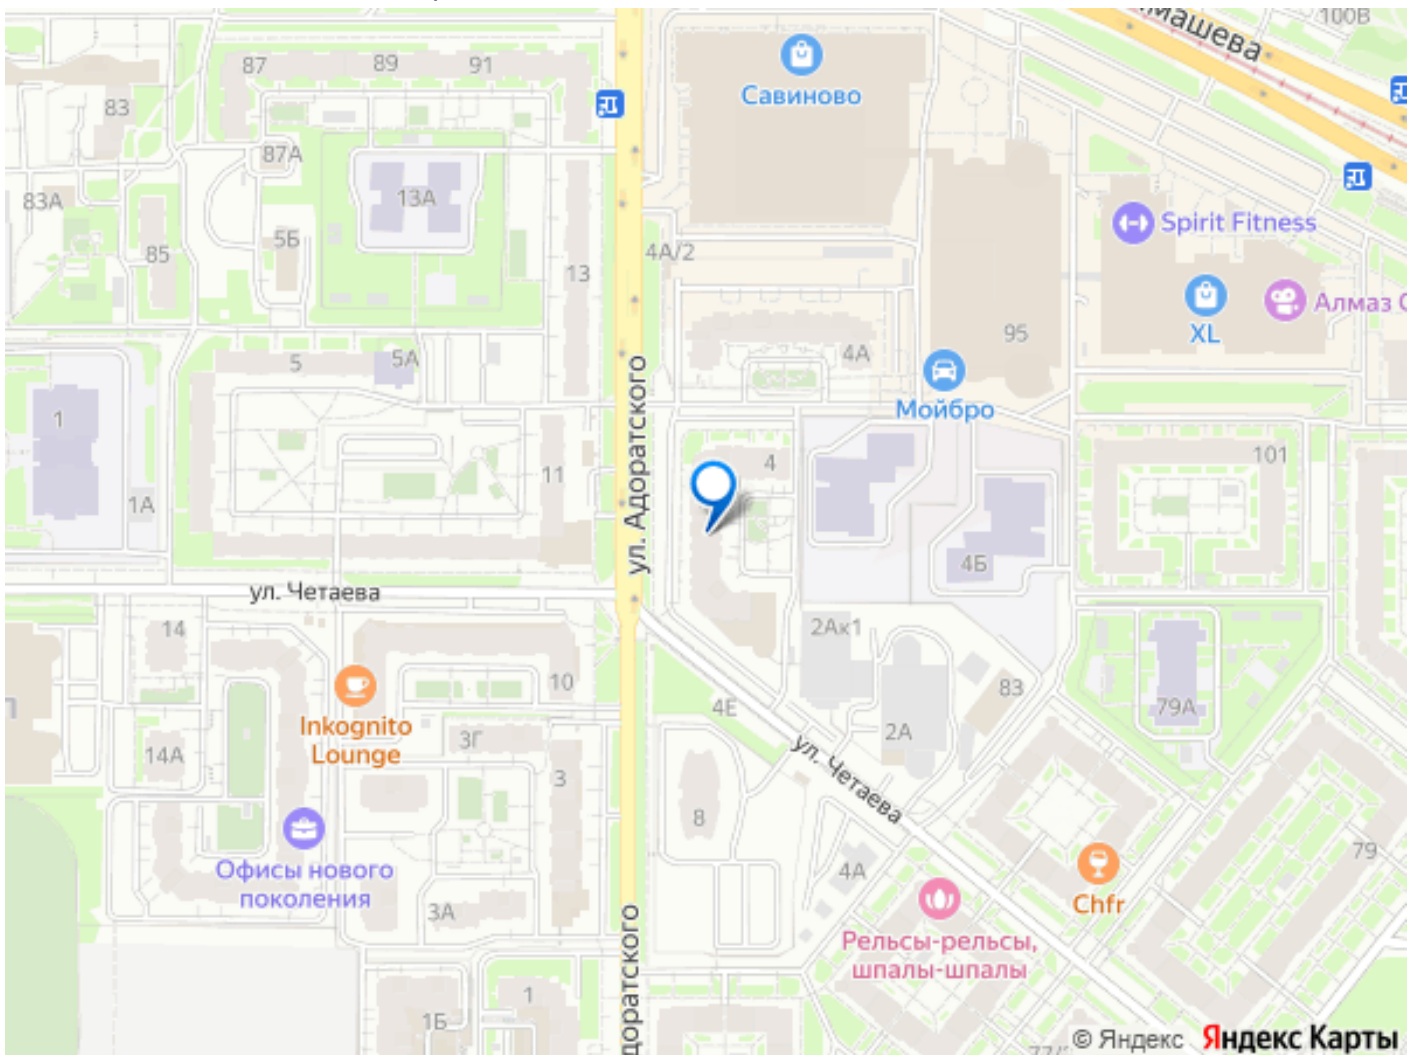 100В
машева
87
89
91
Савиново
83
87А
13А
83А
5Б
Spirit Fitness
85
4А/2
13
XL
Алмаз С
95
5
5А
4А
Мойбро
1
ул. Адоратского
4
101
11
1А
4Б
ул. Четаева
14
2Ак1
10
83
4Е
79А
Inkognito
Lounge
3Г
2А
14А
3
ул. Четаева
8
79
Офисы нового
поколения
4А
Chfr
3А
Рельсы-рельсы,
шпалы-шпалы
доратского
1
1Б
© Яндекс Яндекс Карты